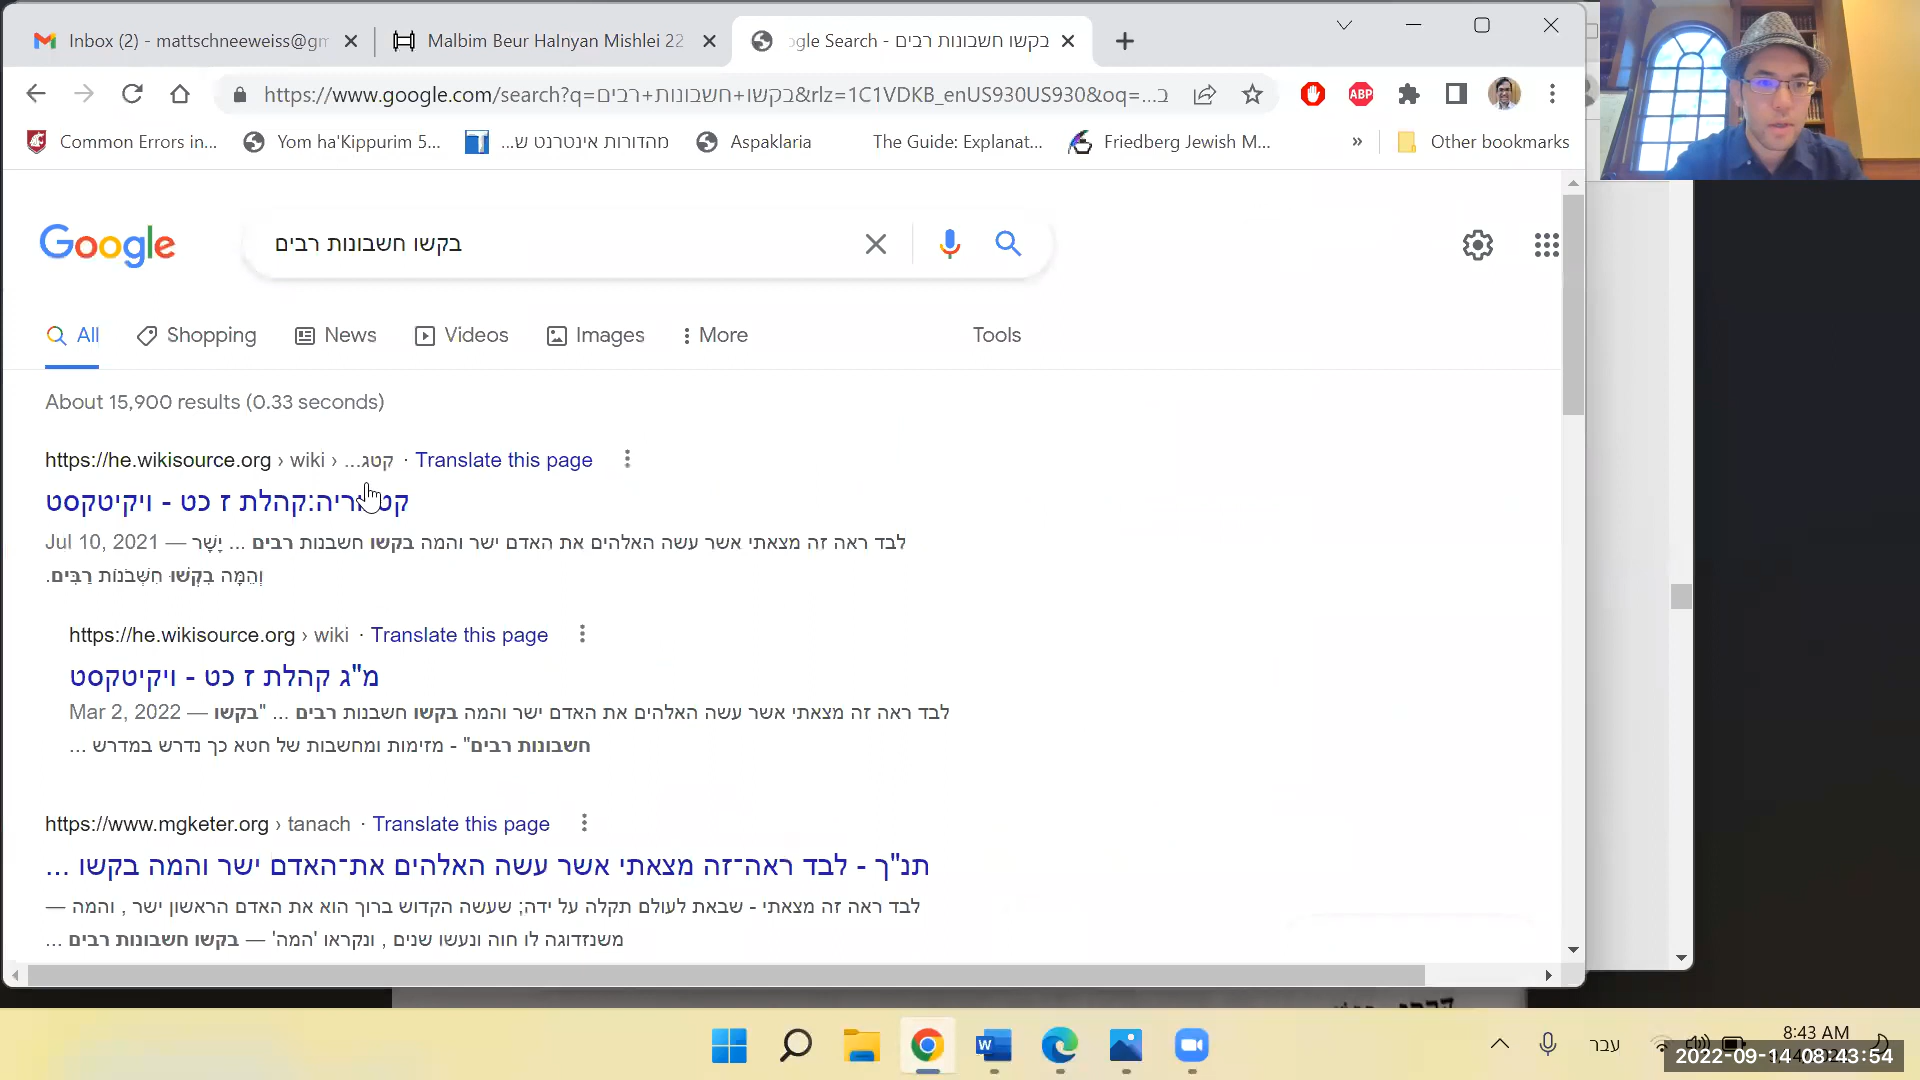 Inbox (2) - mattschneeweiss@gm
Malbim Beur HaInyan Mishlei 22
בקשו חשבונות רבים - ogle Search
https://www.google.com/search?q=בקשו+חשבונות+רבים&rlz=1C1VDKB_enUS930US930&oq=...ב
ABP
Common Errors in...
Yom ha'Kippurim 5...
מהדורות אינטרנט ש...
Aspaklaria
The Guide: Explanat...
Friedberg Jewish M...
»
Other bookmarks
Google
בקשו חשבונות רבים
All
Shopping
News
Videos
Images
More
Tools
About 15,900 results (0.33 seconds)
https://he.wikisource.org › wiki › קטג... · Translate this page
קט וריה:קהלת ז כט - ויקיטקסט
Jul 10, 2021 — לבד ראה זה מצאתי אשר עשה האלהים את האדם ישר והמה בקשו חשבנות רבים ... יָשָׁר
וְהֵמָּה בִקְשׁוּ חִשְּׁבֹנוֹת רַבִּים.
https://he.wikisource.org › wiki · Translate this page
מ"ג קהלת ז כט - ויקיטקסט
Mar 2, 2022 — לבד ראה זה מצאתי אשר עשה האלהים את האדם ישר והמה בקשו חשבנות רבים ... "בקשו
חשבונות רבים" - מזימות ומחשבות של חטא כך נדרש במדרש ...
https://www.mgketer.org › tanach · Translate this page
תנ"ך - לבד ראה־זה מצאתי אשר עשה האלהים את־האדם ישר והמה בקשו ...
לבד ראה זה מצאתי - שבאת לעולם תקלה על ידה; שעשה הקדוש ברוך הוא את האדם הראשון ישר , והמה —
משנזדוגה לו חוה ונעשו שנים , ונקראו 'המה' — בקשו חשבונות רבים ...
W
עבר
8:43 AM
2022-09-14 08:43:54